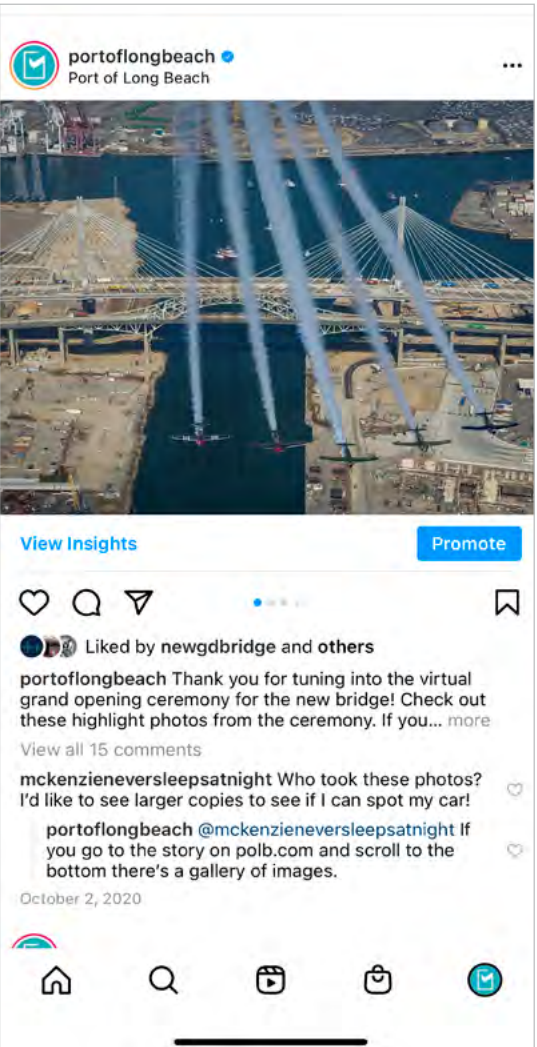 portoflongbeach
Port of Long Beach
View Insights
Promote
Liked by newgdbridge and others
portoflongbeach Thank you for tuning into the virtual
grand opening ceremony for the new bridge! Check out
these highlight photos from the ceremony. If you... more
View all 15 comments
mckenzieneversleepsatnight Who took these photos?
I'd like to see larger copies to see if I can spot my car!
portoflongbeach @mckenzieneversleepsatnight If
you go to the story on polb.com and scroll to the
bottom there's a gallery of images.
October 2, 2020